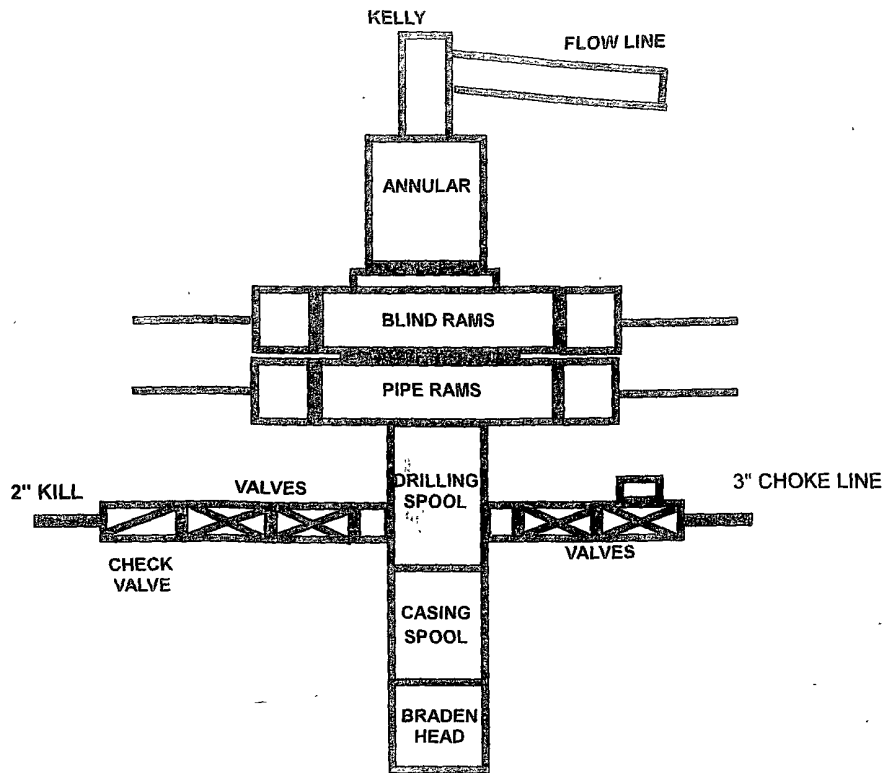 KELLY
FLOW LINE
ANNULAR
BLIND RAMS
PIPE RAMS
2" KILL
VALVES
DRILLING
SPOOL
3" CHOKE LINE
CHECK
VALVE
VALVES
CASING
SPOOL
BRADEN
HEAD